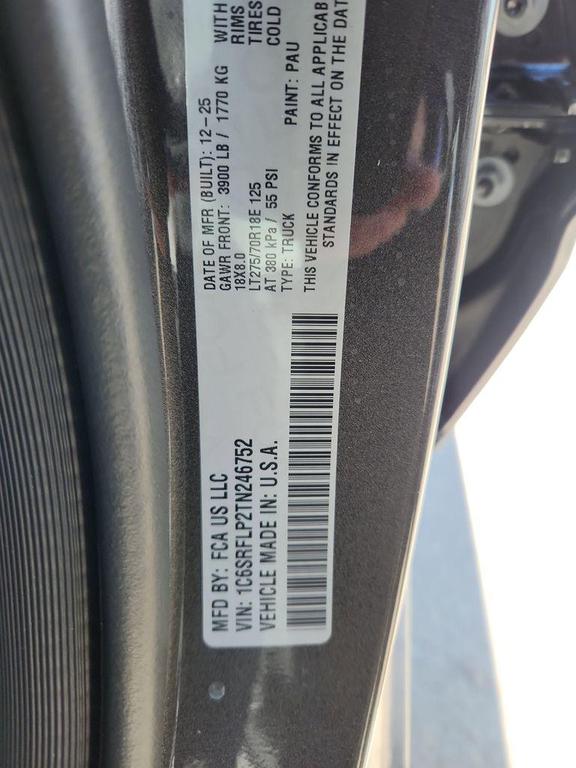 MFD BY: FCA US LLC
VIN: 1C6SRFLP2TN246752
VEHICLE MADE IN: U.S.A.
DATE OF MFR (BUILT): 12-25
GAWR FRONT: 3900 LB / 1770 KG WITH
18X8.0 RIMS
LT275/70R18E 125 TIRES
AT 380 kPa / 55 PSI COLD
TYPE: TRUCK PAINT: PAU
THIS VEHICLE CONFORMS TO ALL APPLICAB
STANDARDS IN EFFECT ON THE DAT